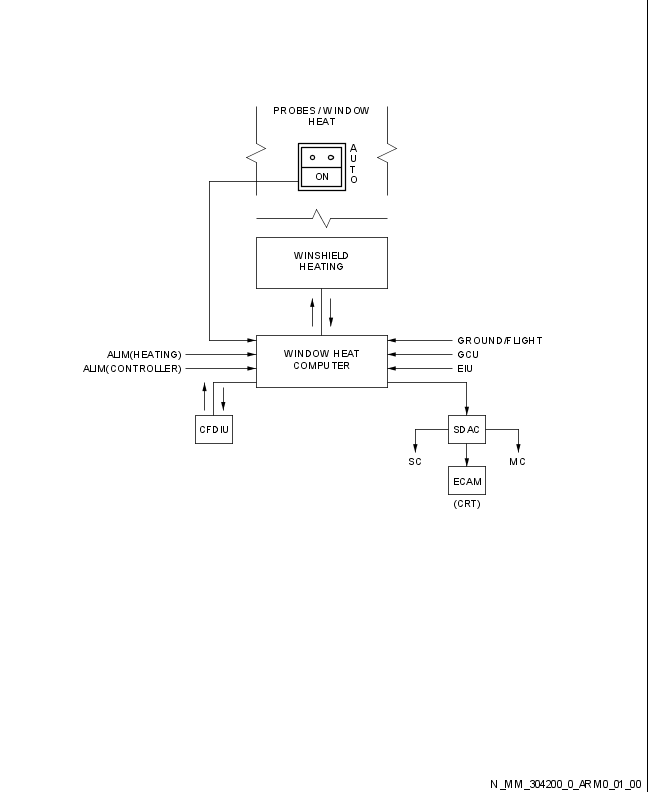 PROBES/WINDOW
HEAT
AUTO
ON
WINSHIELD
HEATING
WINDOW HEAT
COMPUTER
ALIM(HEATING)
ALIM(CONTROLLER)
GROUND/FLIGHT
GCU
EIU
CFDIU
SDAC
SC
MC
ECAM
(CRT)
N_MM_304200_0_ARM0_01_00